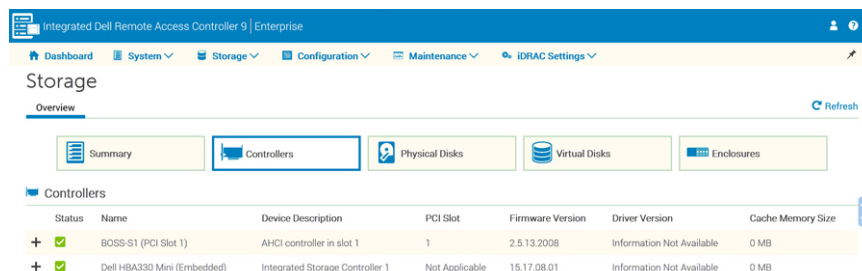 Integrated Dell Remote Access Controller 9 | Enterprise
Dashboard System Storage Configuration Maintenance iDRAC Settings
Storage
Overview
Refresh
Summary Controllers Physical Disks Virtual Disks Enclosures
Controllers
Status Name Device Description PCI Slot Firmware Version Driver Version Cache Memory Size
+ BOSS-S1 (PCI Slot 1) AHCI controller in slot 1 1 2.5.13.2008 Information Not Available 0 MB
+ Dell HBA330 Mini (Embedded) Integrated Storage Controller 1 Not Applicable 15.17.08.01 Information Not Available 0 MB